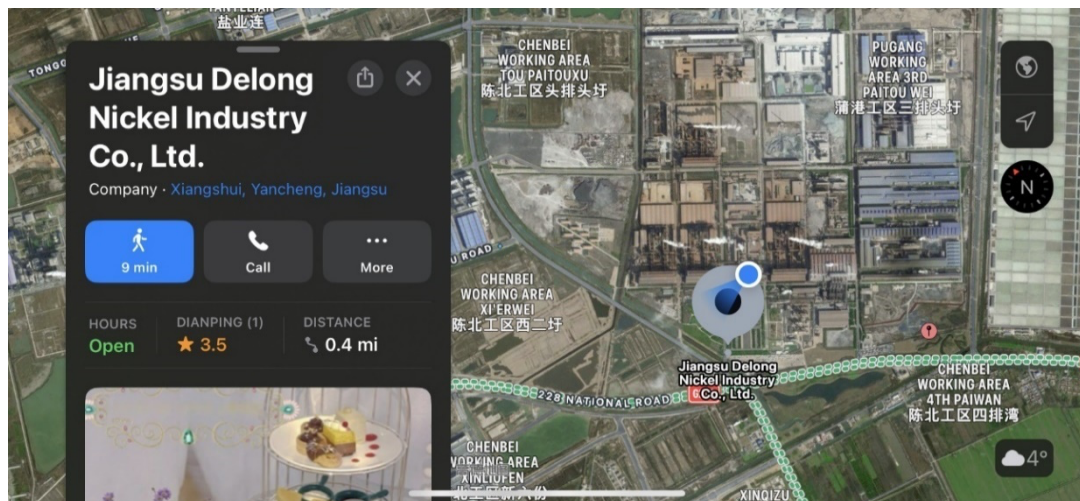 盐业连
TONGG
Jiangsu Delong
Nickel Industry
Co., Ltd.
Company · Xiangshui, Yancheng, Jiangsu
9 min
Call
More
HOURS
Open
DIANPING (1)
3.5
DISTANCE
0.4 mi
CHENBEI
WORKING AREA
TOU PAITOUXU
陈北工区头排头圩
PUGANG
WORKING
AREA 3RD
PAITOU WEI
蒲港工区三排头圩
N
U ROAD
CHENBEI
WORKING AREA
XI'ERWEI
陈北工区西二圩
Jiangsu Delong
Nickel Industry
Co., Ltd.
228 NATIONAL ROAD
CHENBEI
WORKING AREA
4TH PAIWAN
陈北工区四排湾
CHENBEI
WORKING AREA
XINLIUFEN
XINQIZU
4°